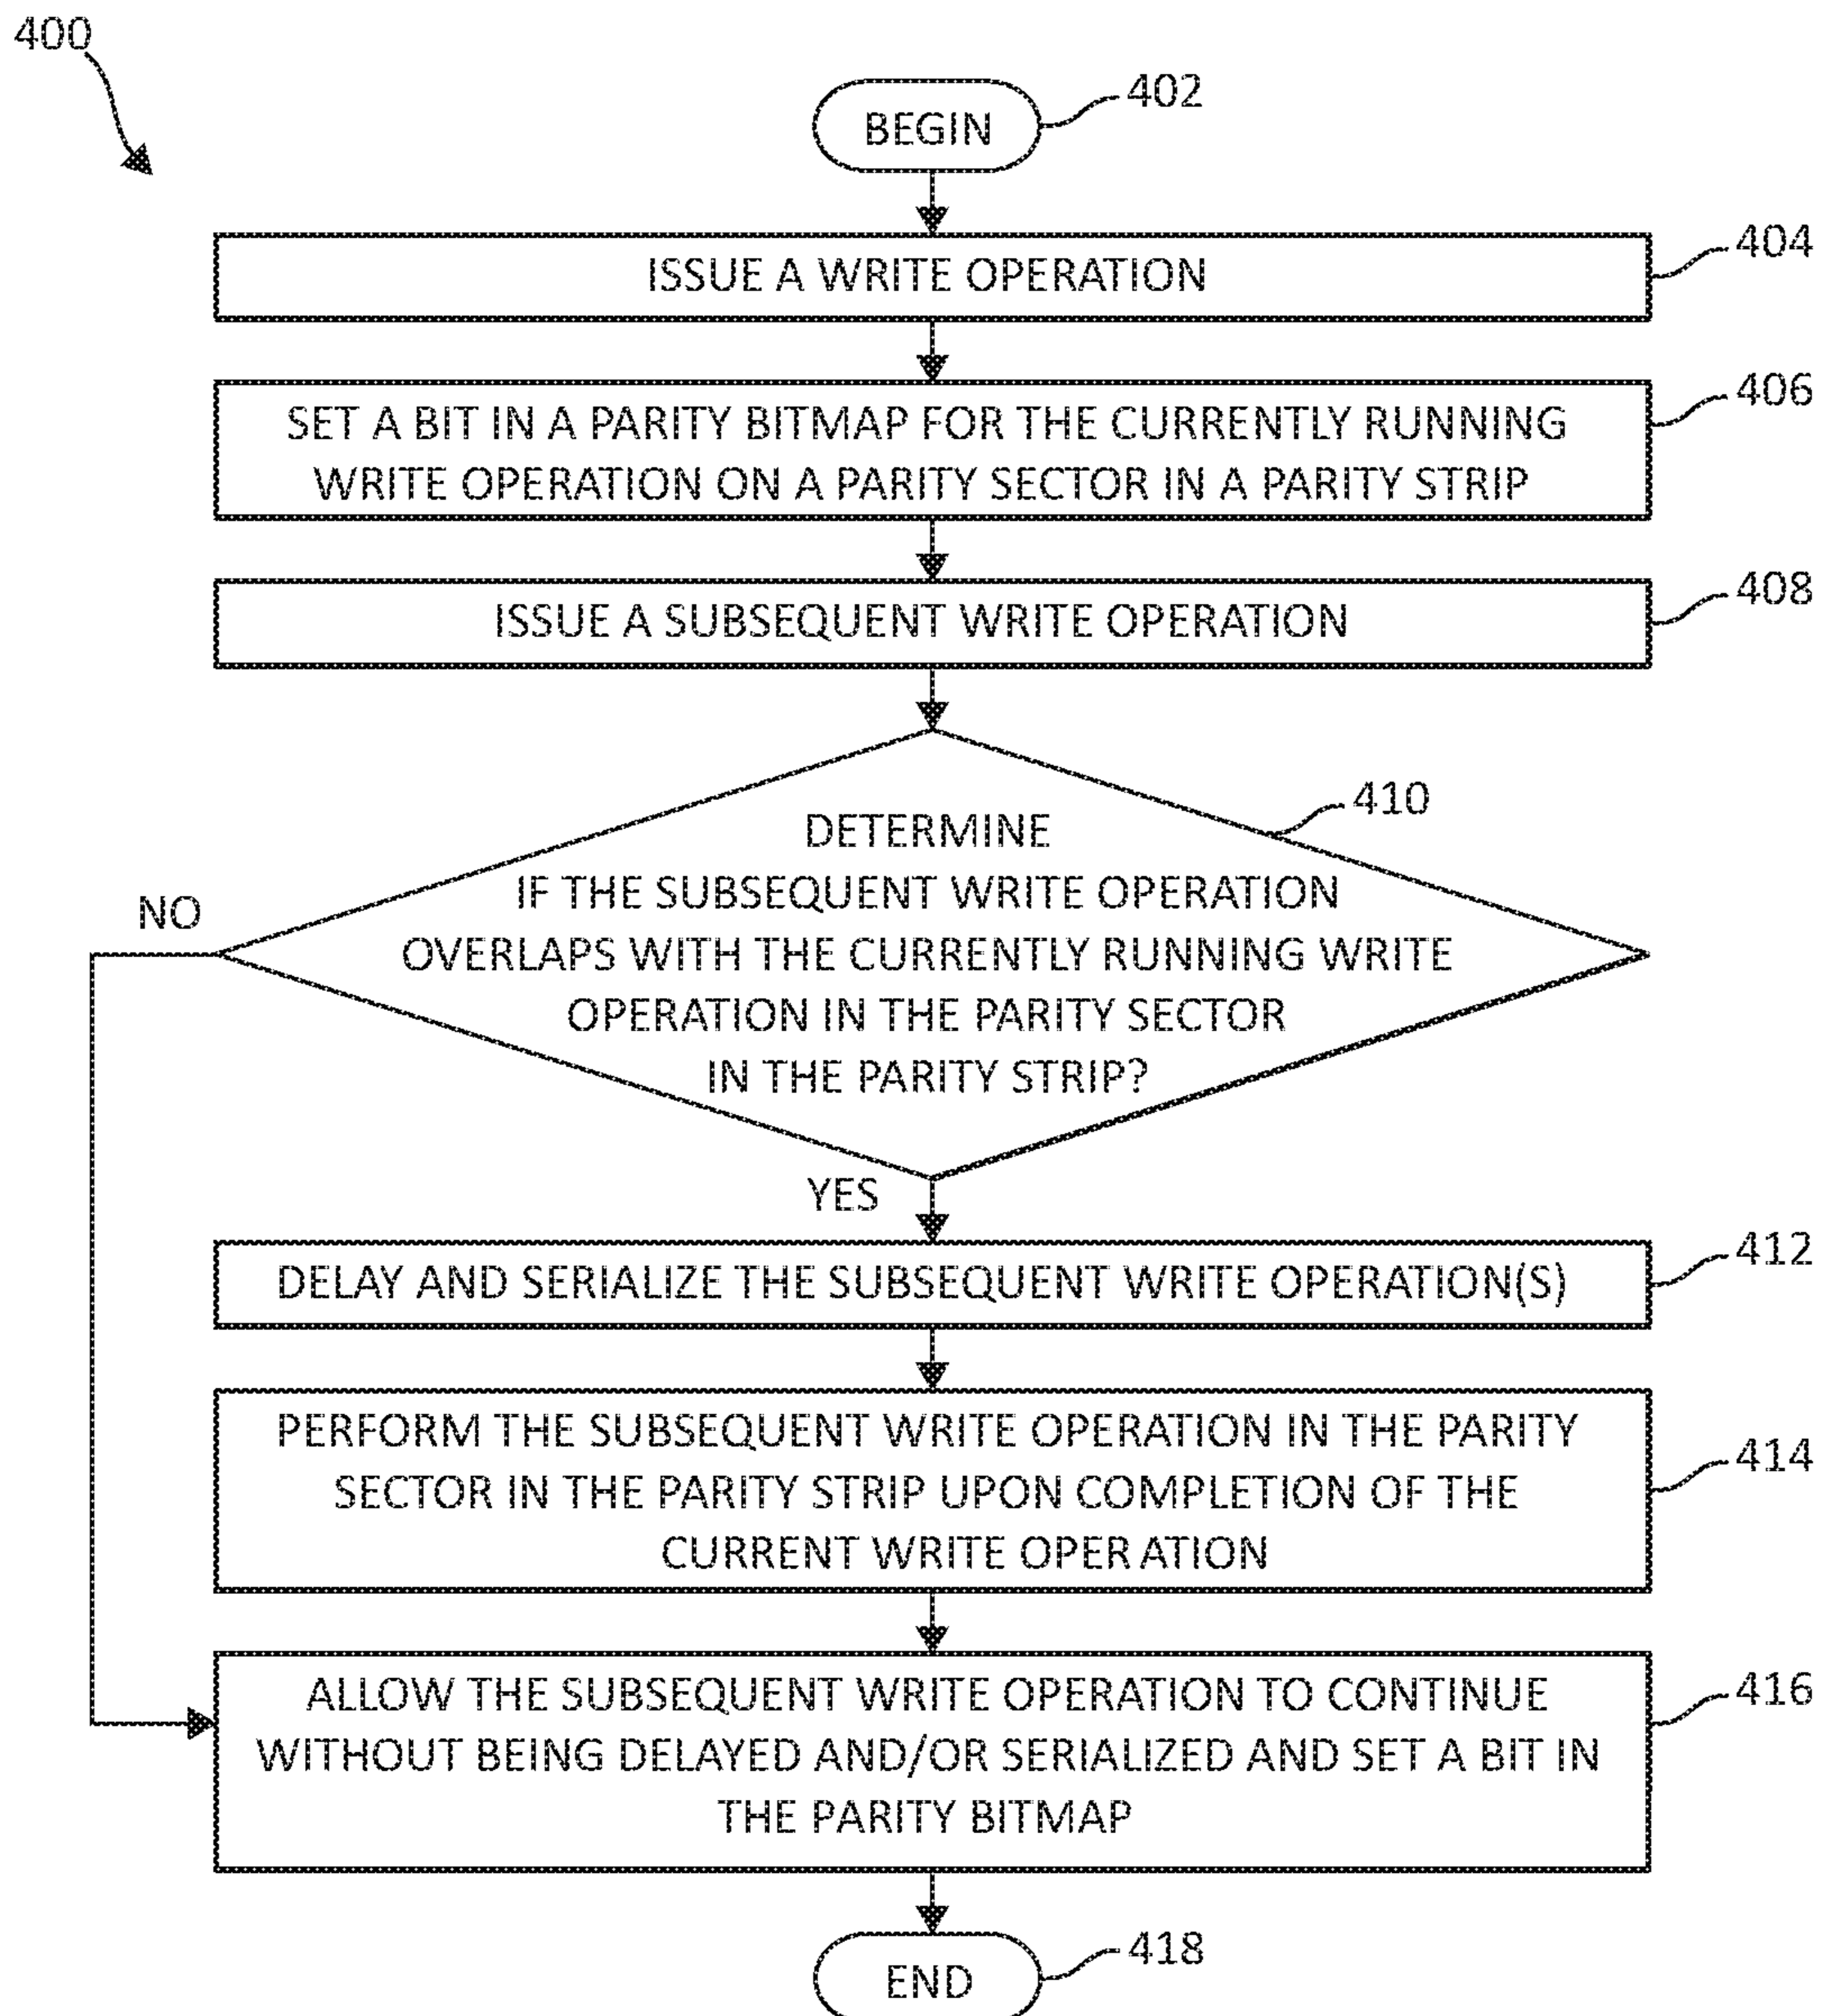 400
BEGIN
402
ISSUE A WRITE OPERATION
404
SET A BIT IN A PARITY BITMAP FOR THE CURRENTLY RUNNING
WRITE OPERATION ON A PARITY SECTOR IN A PARITY STRIP
406
ISSUE A SUBSEQUENT WRITE OPERATION
408
410
DETERMINE
IF THE SUBSEQUENT WRITE OPERATION
OVERLAPS WITH THE CURRENTLY RUNNING WRITE
OPERATION IN THE PARITY SECTOR
IN THE PARITY STRIP?
NO
YES
DELAY AND SERIALIZE THE SUBSEQUENT WRITE OPERATION(S)
412
PERFORM THE SUBSEQUENT WRITE OPERATION IN THE PARITY
SECTOR IN THE PARITY STRIP UPON COMPLETION OF THE
CURRENT WRITE OPERATION
414
ALLOW THE SUBSEQUENT WRITE OPERATION TO CONTINUE
WITHOUT BEING DELAYED AND/OR SERIALIZED AND SET A BIT IN
THE PARITY BITMAP
416
END
418